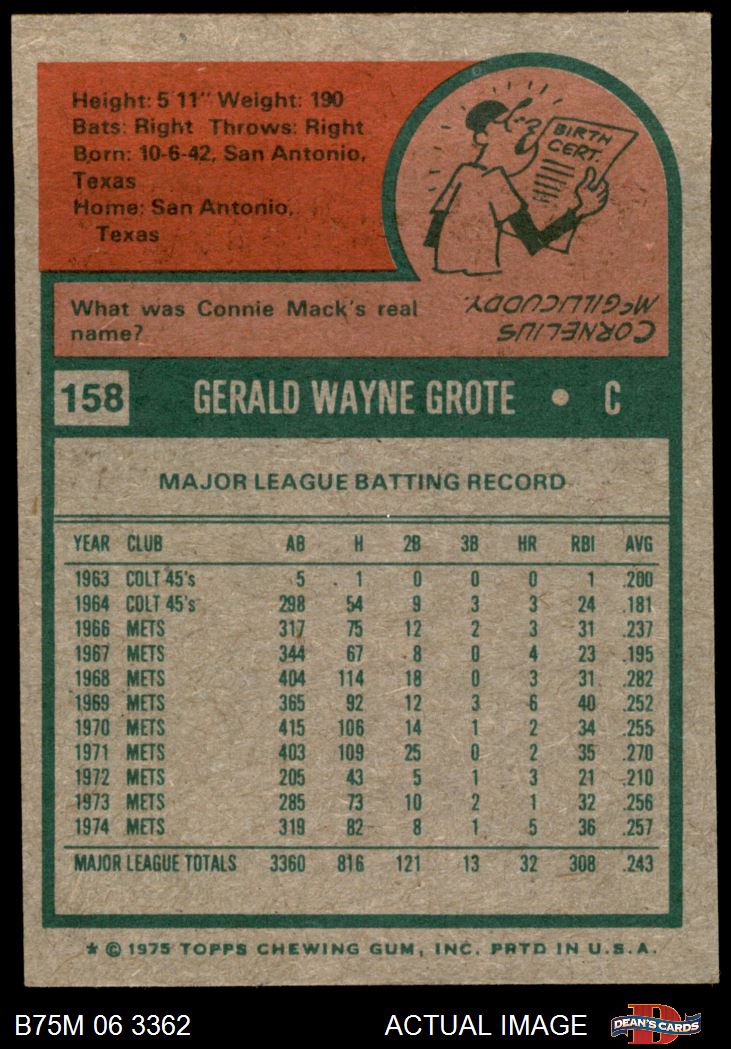 Height: 5'11" Weight: 190
Bats: Right Throws: Right
Born: 10-6-42, San Antonio,
Texas
Home: San Antonio,
Texas
BIRTH
CERT.
What was Connie Mack's real
name?
CORNELIUS
McGILLICUDDY.
158 GERALD WAYNE GROTE • C
MAJOR LEAGUE BATTING RECORD
YEAR CLUB AB H 2B 3B HR RBI AVG
1963 COLT 45's 5 1 0 0 0 1 .200
1964 COLT 45's 298 54 9 3 3 24 .181
1966 METS 317 75 12 2 3 31 .237
1967 METS 344 67 8 0 4 23 .195
1968 METS 404 114 18 0 3 31 .282
1969 METS 365 92 12 3 6 40 .252
1970 METS 415 106 14 1 2 34 .255
1971 METS 403 109 25 0 2 35 .270
1972 METS 205 43 5 1 3 21 .210
1973 METS 285 73 10 2 1 32 .256
1974 METS 319 82 8 1 5 36 .257
MAJOR LEAGUE TOTALS 3360 816 121 13 32 308 .243
* © 1975 TOPPS CHEWING GUM, INC. PRTD IN U.S.A.
B75M 06 3362 ACTUAL IMAGE DEAN'S CARDS